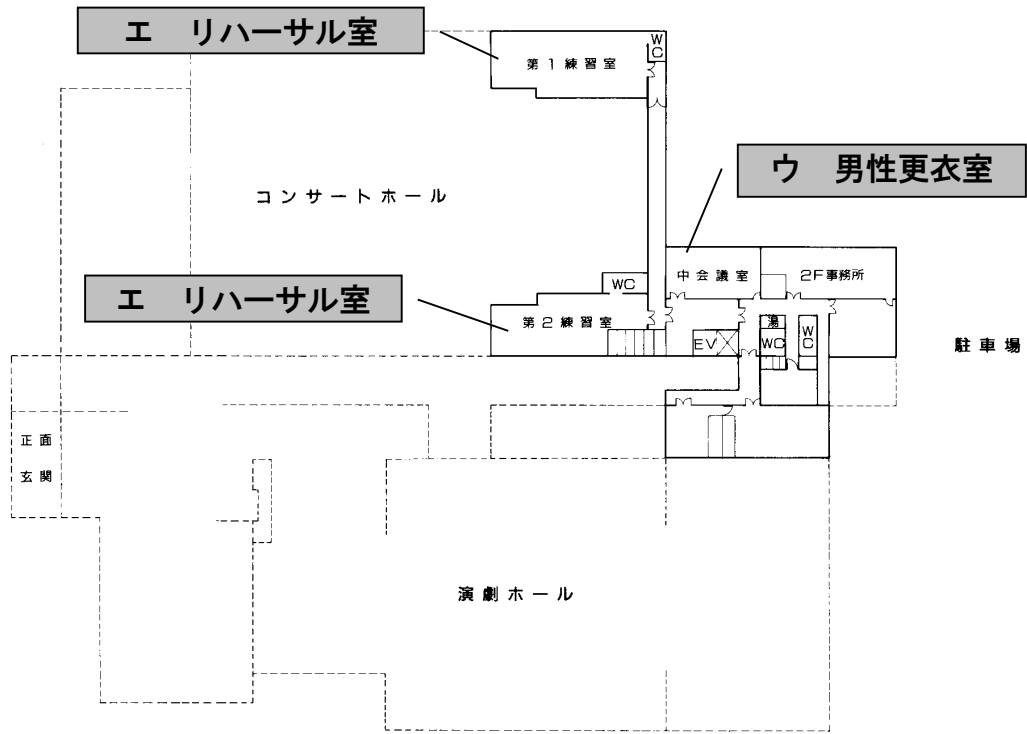 エ　リハーサル室
WC
第1練習室
ウ　男性更衣室
コンサートホール
中会議室
2F事務所
エ　リハーサル室
WC
第2練習室
湯
EV
WC
WC
駐車場
正面
玄関
演劇ホール